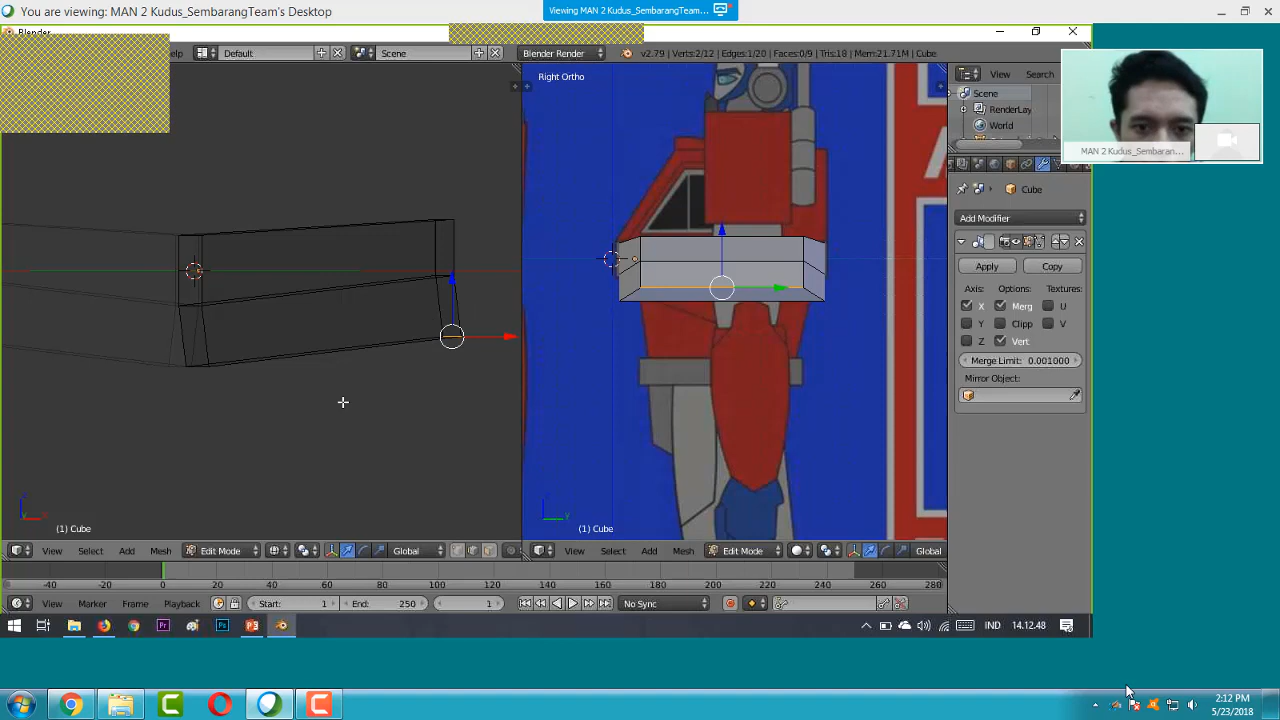 You are viewing: MAN 2 Kudus_SembarangTeam's Desktop
Viewing MAN 2 Kudus_SembarangTeam...
Blender
Help
Default
Scene
Blender Render
v2.79 | Verts:2/12 | Edges:1/20 | Faces:0/9 | Tris:18 | Mem:21.71M | Cube
Right Ortho
View
Search
Scene
RenderLay
World
MAN 2 Kudus_Sembaran...
Cube
Add Modifier
Apply
Copy
Axis:
Options:
Textures:
X
Merg
U
Y
Clipp
V
Z
Vert
Merge Limit: 0.001000
Mirror Object:
(1) Cube
(1) Cube
View
Select
Add
Mesh
Edit Mode
Global
View
Select
Add
Mesh
Edit Mode
Global
-40 -20 0 20 40 60 80 100 120 140 160 180 200 220 240 260 280
View
Marker
Frame
Playback
Start: 1
End: 250
1
No Sync
IND
14.12.48
2:12 PM
5/23/2018